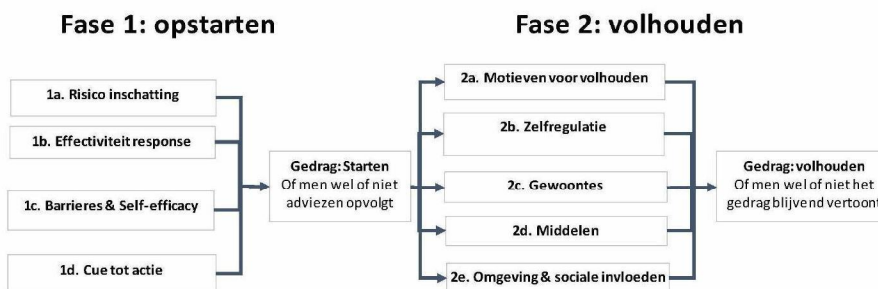 Fase 1: opstarten
1a. Risico inschatting
1b. Effectiviteit response
1c. Barrieres & Self-efficacy
1d. Cue tot actie
Gedrag: Starten
Of men wel of niet
adviezen opvolgt
Fase 2: volhouden
2a. Motieven voor volhouden
2b. Zelfregulatie
2c. Gewoontes
2d. Middelen
2e. Omgeving & sociale invloeden
Gedrag: volhouden
Of men wel of niet het
gedrag blijvend vertoont